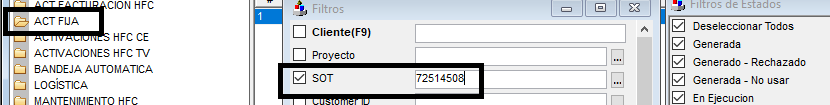 ACT FACTURACION HFC
ACT FIJA
ACTIVACIONES HFC CE
ACTIVACIONES HFC TV
BANDEJA AUTOMATICA
LOGÍSTICA
MANTENIMIENTO HFC
#
1
Filtros
Cliente(F9)
Proyecto
...
SOT
72514508
...
Customer ID
Filtros de Estados
Deseleccionar Todos
Generada
Generada - Rechazado
Generada - No usar
En Ejecucion